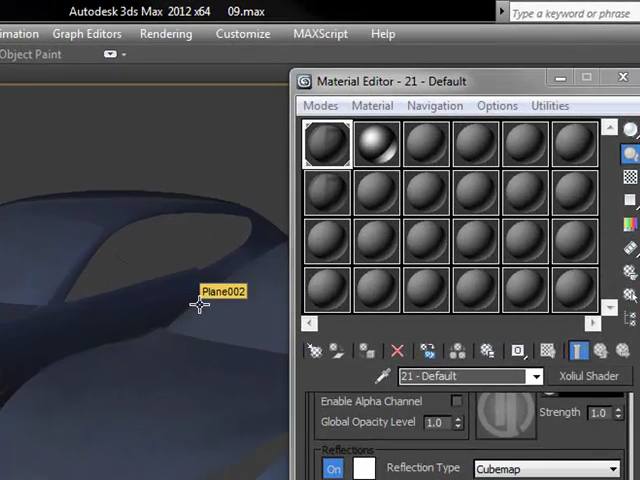 Autodesk 3ds Max 2012 x64 09.max
Type a keyword or phrase
imation Graph Editors Rendering Customize MAXScript Help
Object Paint
Material Editor - 21 - Default
Modes Material Navigation Options Utilities
Plane002
21 - Default
Xoliul Shader
Enable Alpha Channel
Global Opacity Level 1.0
Strength 1.0
Reflections
On
Reflection Type Cubemap